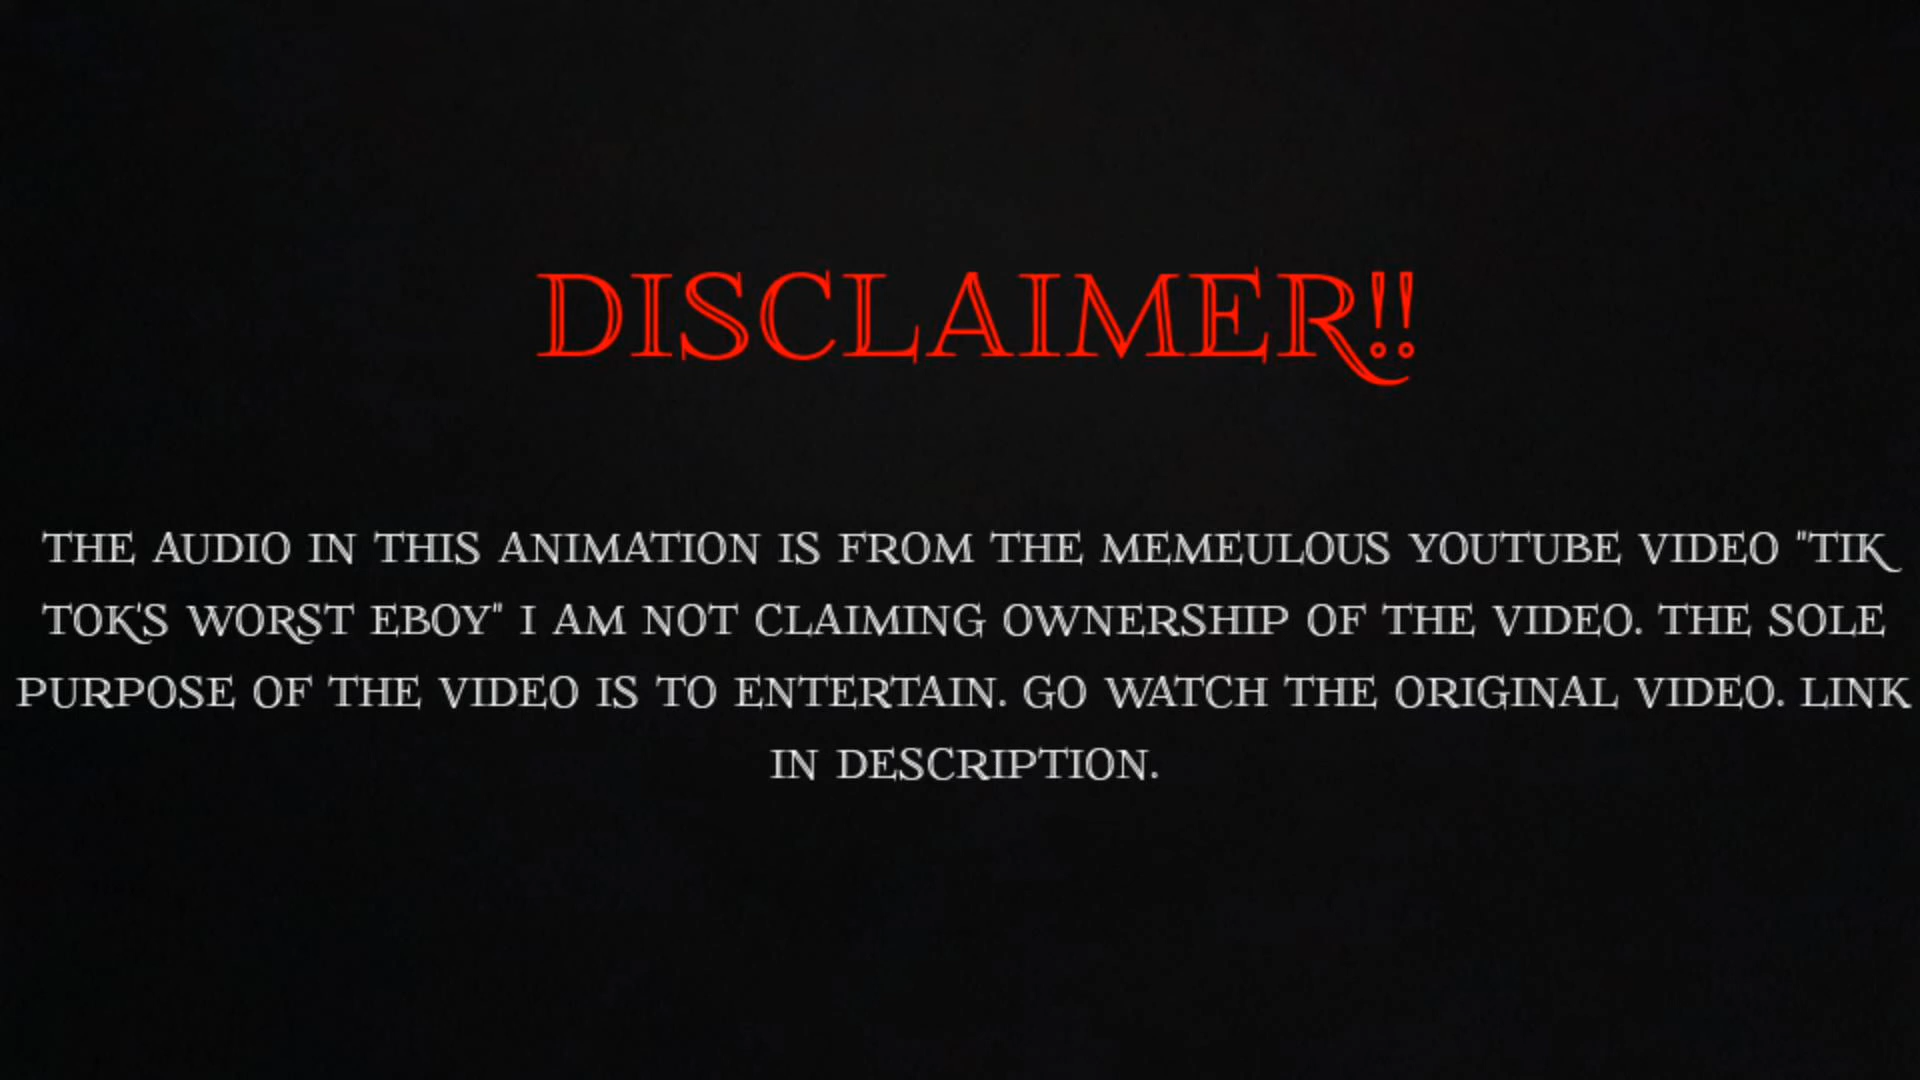 DISCLAIMER!!
THE AUDIO IN THIS ANIMATION IS FROM THE MEMEULOUS YOUTUBE VIDEO "TIK
TOK'S WORST EBOY" I AM NOT CLAIMING OWNERSHIP OF THE VIDEO. THE SOLE
PURPOSE OF THE VIDEO IS TO ENTERTAIN. GO WATCH THE ORIGINAL VIDEO. LINK
IN DESCRIPTION.